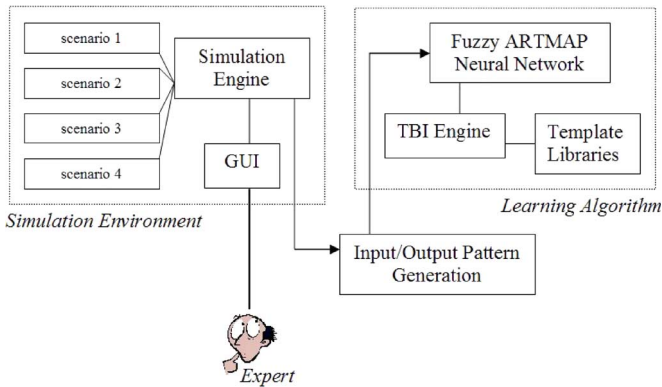 scenario 1
scenario 2
scenario 3
scenario 4
Simulation
Engine
GUI
Simulation Environment
Expert
Input/Output Pattern
Generation
Fuzzy ARTMAP
Neural Network
TBI Engine
Template
Libraries
Learning Algorithm